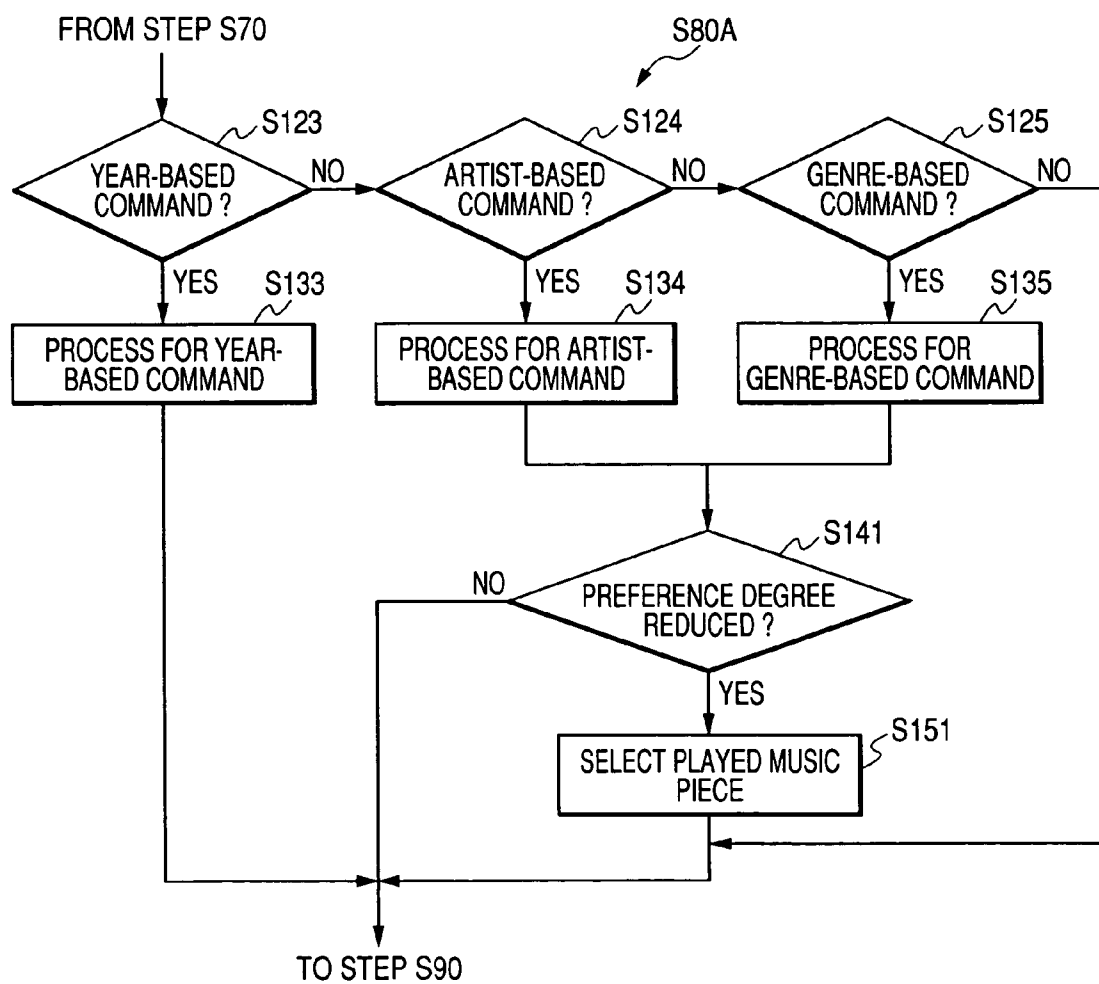 FROM STEP S70
S80A
S123
S124
S125
YEAR-BASED
COMMAND ?
NO
ARTIST-BASED
COMMAND ?
NO
GENRE-BASED
COMMAND ?
NO
YES
S133
YES
S134
YES
S135
PROCESS FOR YEAR-
BASED COMMAND
PROCESS FOR ARTIST-
BASED COMMAND
PROCESS FOR
GENRE-BASED COMMAND
S141
NO
PREFERENCE DEGREE
REDUCED ?
YES
S151
SELECT PLAYED MUSIC
PIECE
TO STEP S90